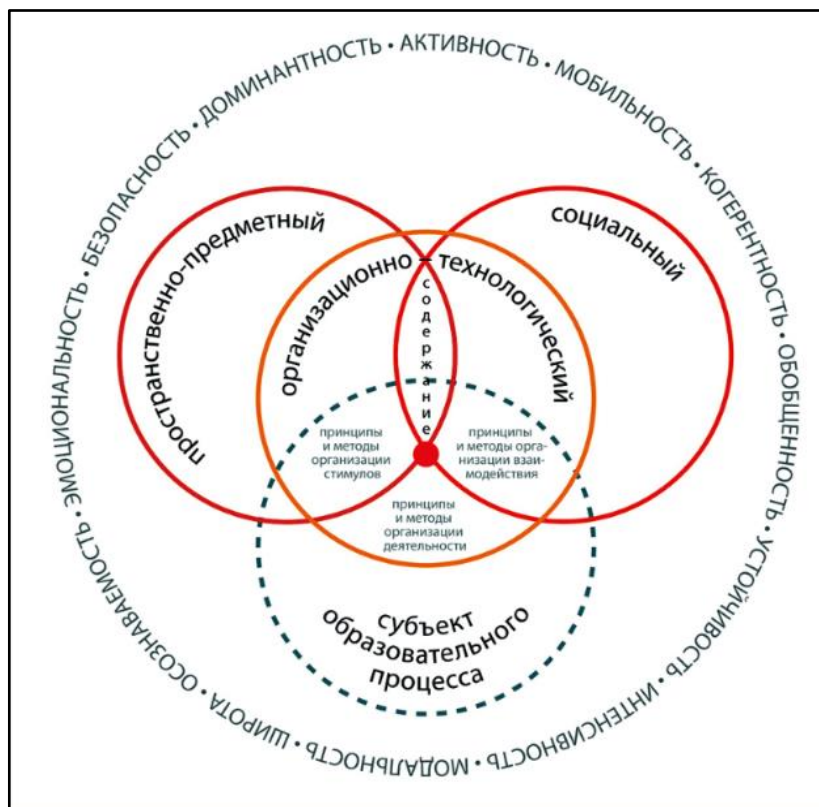 ДОМИНАНТНОСТЬ • АКТИВНОСТЬ • МОБИЛЬНОСТЬ • КОГЕРЕНТНОСТЬ • ОБОБЩЕННОСТЬ • УСТОЙЧИВОСТЬ • ИНТЕНСИВНОСТЬ • МОДАЛЬНОСТЬ • ШИРОТА • ОСОЗНАВАЕМОСТЬ • ЭМОЦИОНАЛЬНОСТЬ • БЕЗОПАСНОСТЬ •
пространственно-предметный
социальный
организационно – технологический
содержание
принципы
и методы
организации
стимулов
принципы
и методы орга-
низации взаи-
модействия
принципы
и методы
организации
деятельности
субъект
образовательного
процесса